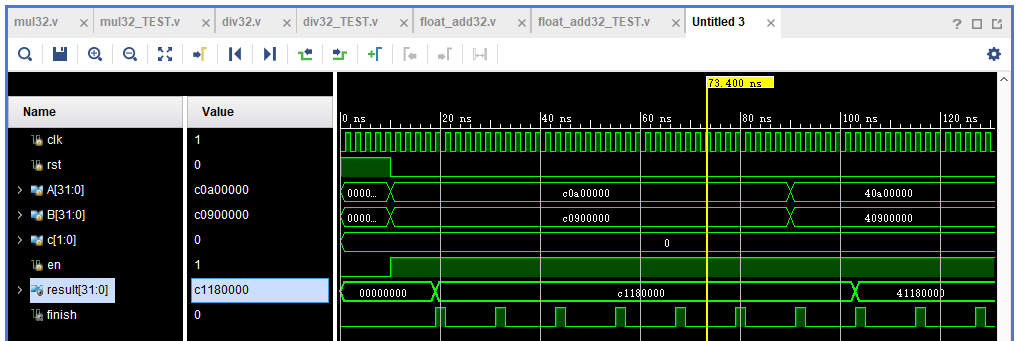 mul32.v × mul32_TEST.v × div32.v × div32_TEST.v × float_add32.v × float_add32_TEST.v × Untitled 3 × ?
73.400 ns
Name Value
0 ns 20 ns 40 ns 60 ns 80 ns 100 ns 120 ns
clk 1
rst 0
A[31:0] c0a00000 0000... c0a00000 40a00000
B[31:0] c0900000 0000... c0900000 40900000
c[1:0] 0 0
en 1
result[31:0] c1180000 00000000 c1180000 41180000
finish 0